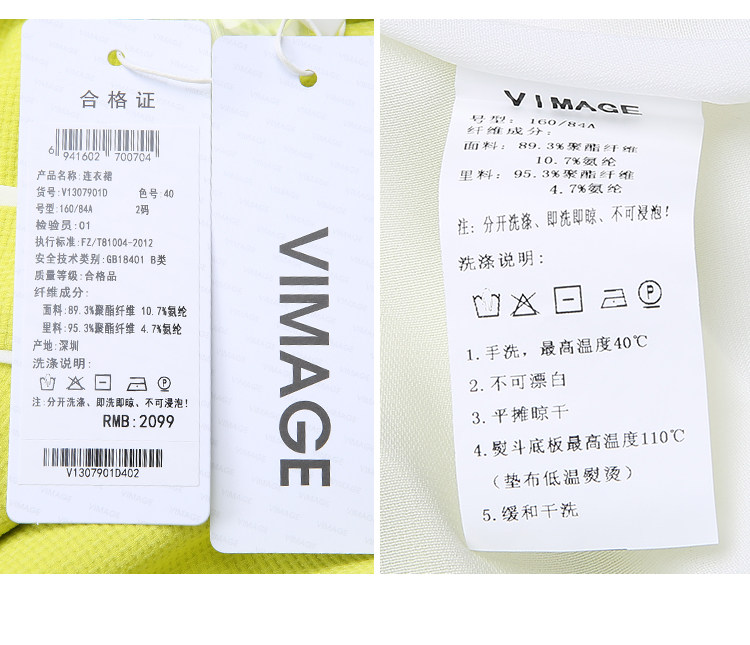 合格证
6 941602 700704
产品名称:连衣裙
货号:V1307901D 色号 40
号型:160/84A 2码
检验员:01
执行标准:FZ/T81004-2012
安全技术类别:GB18401 B类
质量等级:合格品
纤维成分:
面料:89.3%聚酯纤维 10.7%氨纶
里料:95.3%聚酯纤维 4.7%氨纶
产地:深圳
洗涤说明:
注:分开洗涤、即洗即晾、不可浸泡!
RMB:2099
V1307901D402
VIMAGE
VIMAGE
号型:160/84A
纤维成分:
面料:89.3%聚酯纤维
10.7%氨纶
里料:95.3%聚酯纤维
4.7%氨纶
注:分开洗涤、即洗即晾、不可浸泡!
洗涤说明:
P
1.手洗，最高温度40℃
2.不可漂白
3.平摊晾干
4.熨斗底板最高温度110℃
（垫布低温熨烫）
5.缓和干洗